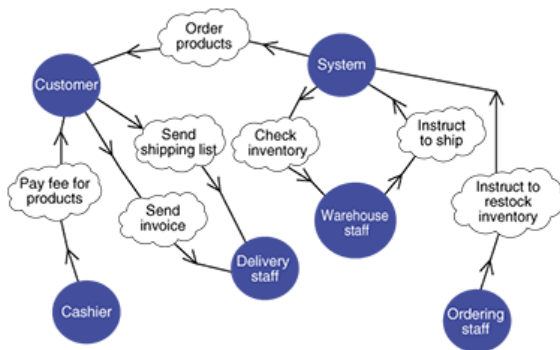 Order
products
System
Customer
Send
shipping list
Check
inventory
Instruct
to ship
Pay fee for
products
Send
invoice
Warehouse
staff
Instruct to
restock
inventory
Delivery
staff
Cashier
Ordering
staff